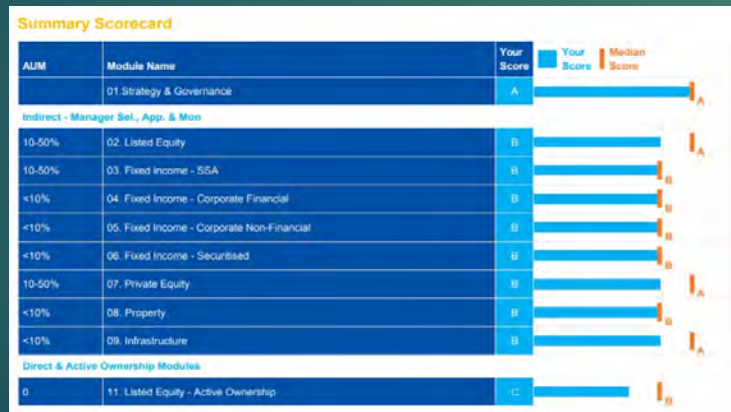 Summary Scorecard
AUM Module Name Your Score Your Score Median Score
01.Strategy & Governance A A
Indirect - Manager Sel., App. & Mon
10-50% 02. Listed Equity B A
10-50% 03. Fixed Income - SSA B B
<10% 04. Fixed Income - Corporate Financial B B
<10% 05. Fixed Income - Corporate Non-Financial B B
<10% 06. Fixed Income - Securitised B B
10-50% 07. Private Equity B A
<10% 08. Property B B
<10% 09. Infrastructure B A
Direct & Active Ownership Modules
0 11. Listed Equity - Active Ownership C B